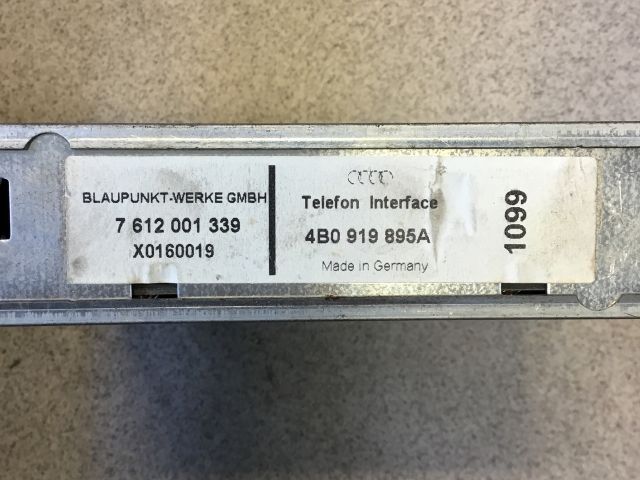 BLAUPUNKT-WERKE GMBH
7 612 001 339
X0160019
Telefon Interface
4B0 919 895A
Made in Germany
1099